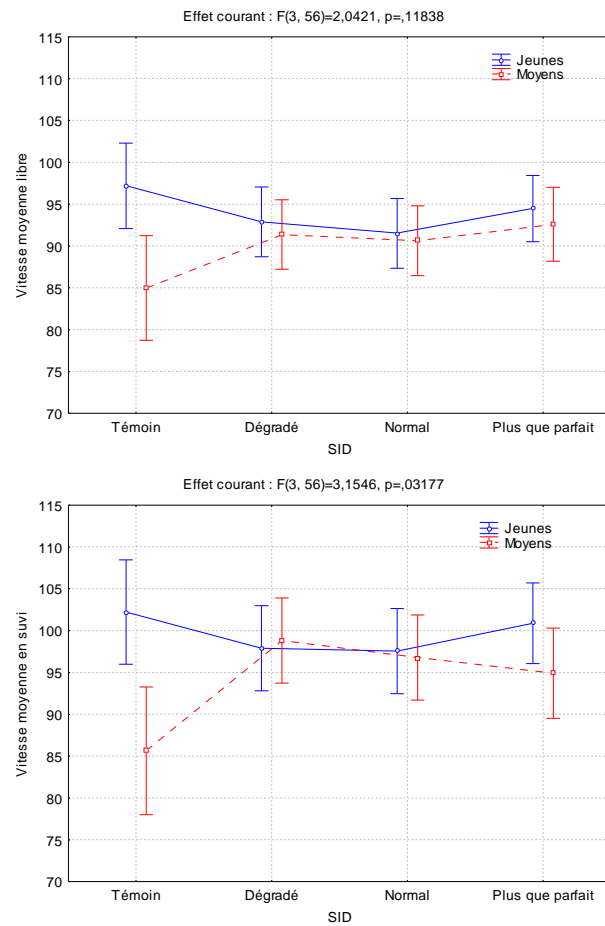 Effet courant : F(3, 56)=2,0421, p=,11838
115
110
105
100
95
90
85
80
75
70
Vitesse moyenne libre
Jeunes
Moyens
Témoin Dégradé Normal Plus que parfait
SID
Effet courant : F(3, 56)=3,1546, p=,03177
115
110
105
100
95
90
85
80
75
70
Vitesse moyenne en suvi
Jeunes
Moyens
Témoin Dégradé Normal Plus que parfait
SID